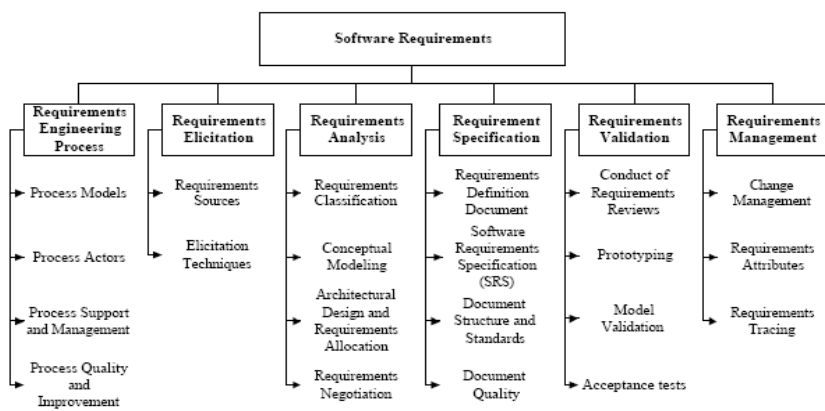 Software Requirements
Requirements
Engineering
Process
Requirements
Elicitation
Requirements
Analysis
Requirement
Specification
Requirements
Validation
Requirements
Management
Process Models
Process Actors
Process Support
and Management
Process Quality
and
Improvement
Requirements
Sources
Elicitation
Techniques
Requirements
Classification
Conceptual
Modeling
Architectural
Design and
Requirements
Allocation
Requirements
Negotiation
Requirements
Definition
Document
Software
Requirements
Specification
(SRS)
Document
Structure and
Standards
Document
Quality
Conduct of
Requirements
Reviews
Prototyping
Model
Validation
Acceptance tests
Change
Management
Requirements
Attributes
Requirements
Tracing